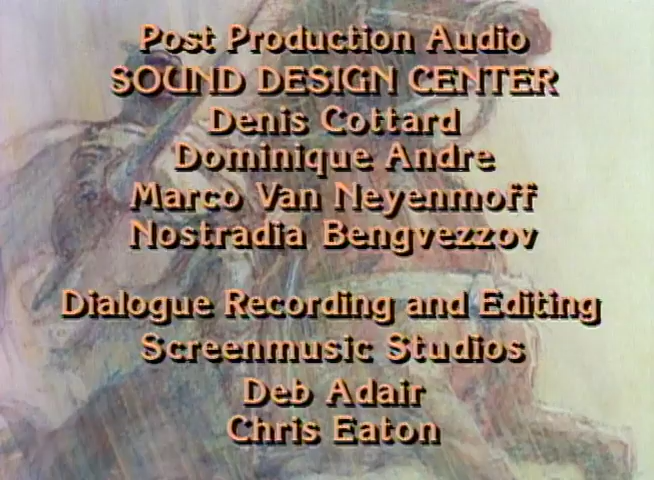 Post Production Audio
SOUND DESIGN CENTER
Denis Cottard
Dominique Andre
Marco Van Neyenmoff
Nostradia Bengvezzov
Dialogue Recording and Editing
Screenmusic Studios
Deb Adair
Chris Eaton